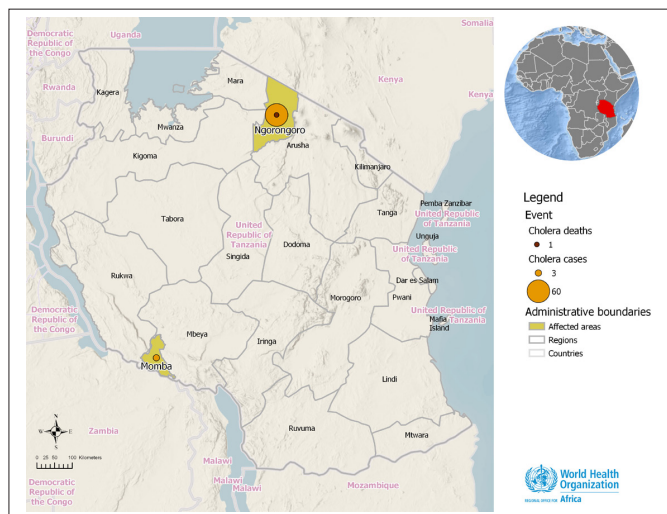 Democratic
Republic of
the Congo
Uganda
Somalia
Rwanda
Kenya
Kagera
Mara
Kenya
Mwanza
Ngorongoro
Burundi
Arusha
Kigoma
Kilimanjaro
Tabora
Tanga
Pemba Zanzibar
United Republic
of Tanzania
Unguja
United
Republic of
Tanzania
Singida
Dodoma
United Republic
of Tanzania
Dar es Salam
Pwani
Rukwa
Morogoro
Democratic
Republic of
the Congo
Mbeya
Iringa
Mafia
Island
United Republic
of Tanzania
Momba
Lindi
Ruvuma
Mtwara
Zambia
Malawi
Malawi
Malawi
Mozambique
Democratic
Republic of
the Congo
N
W E
S
0 25 50 100 Kilometers
Legend
Event
Cholera deaths
1
Cholera cases
3
60
Administrative boundaries
Affected areas
Regions
Countries
World Health
Organization
REGIONAL OFFICE FOR Africa